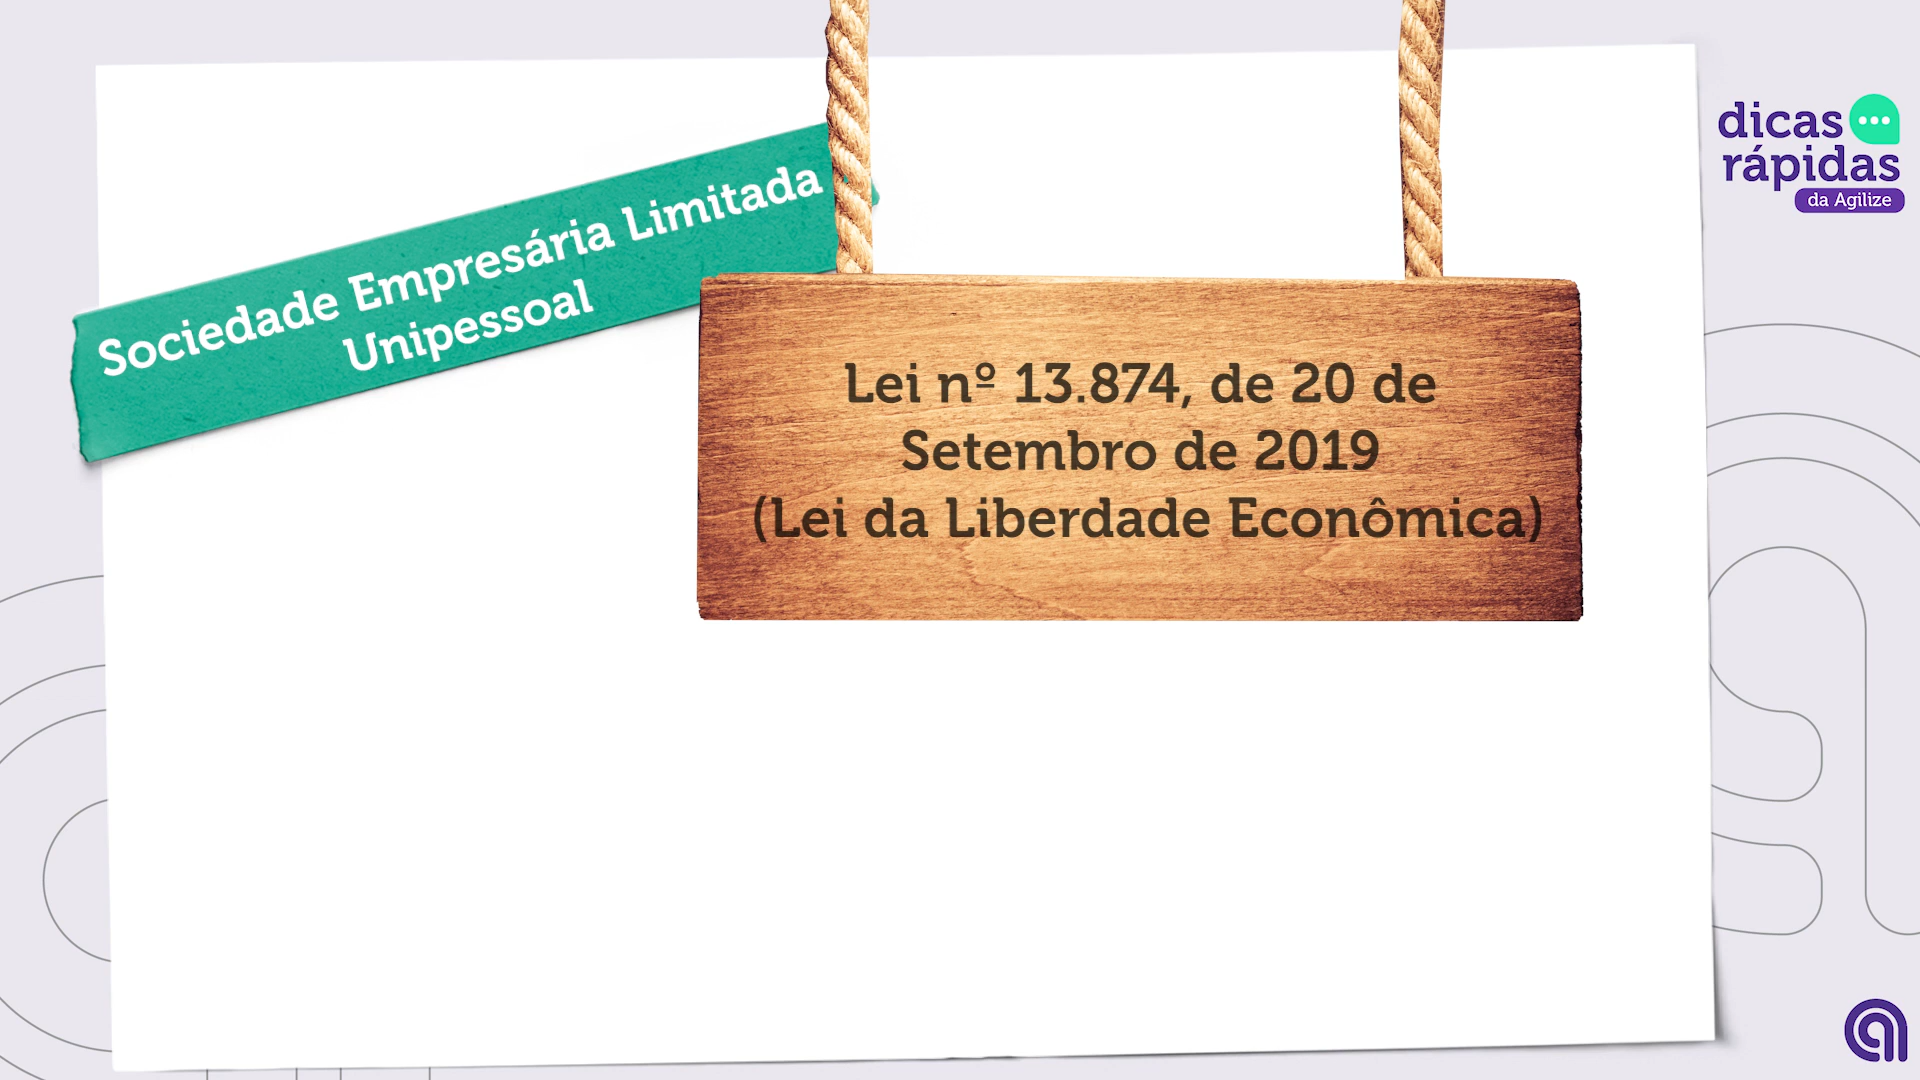 dicas
rápidas
da Agilize
Sociedade Empresária Limitada
Unipessoal
Lei nº 13.874, de 20 de
Setembro de 2019
(Lei da Liberdade Econômica)